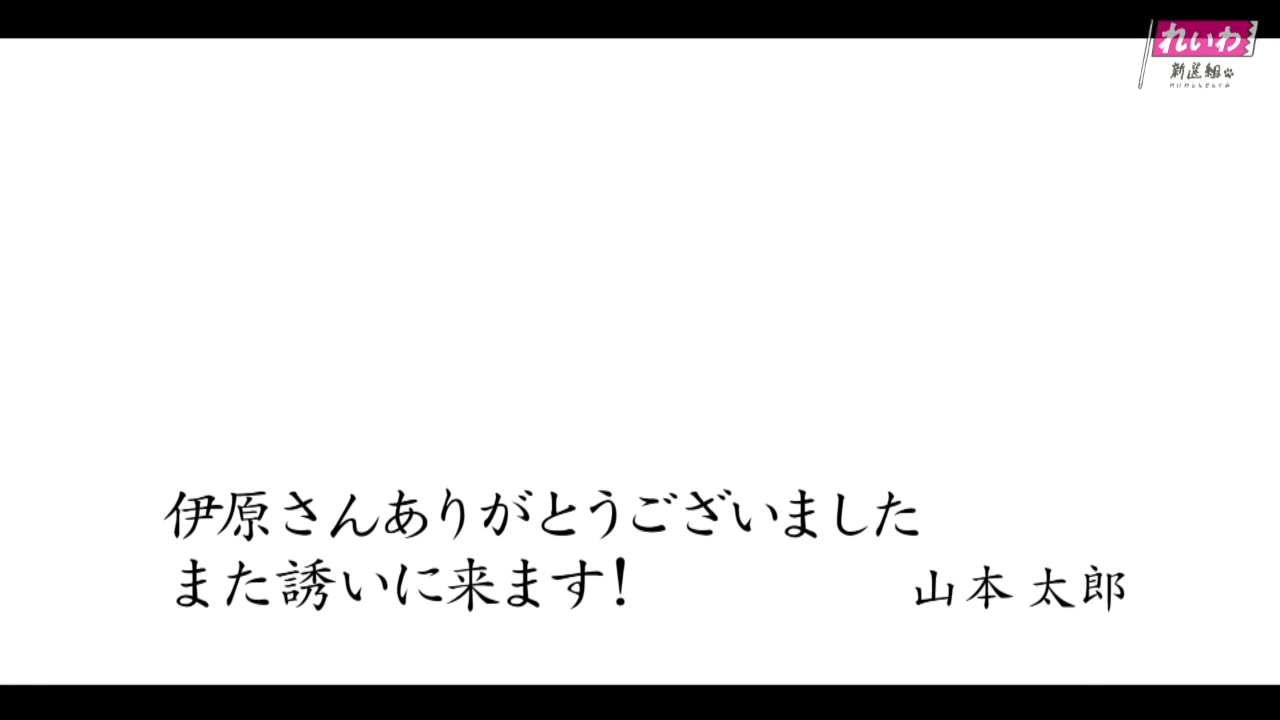 れいわ
新選組
伊原さんありがとうございました
また誘いに来ます!
山本 太郎